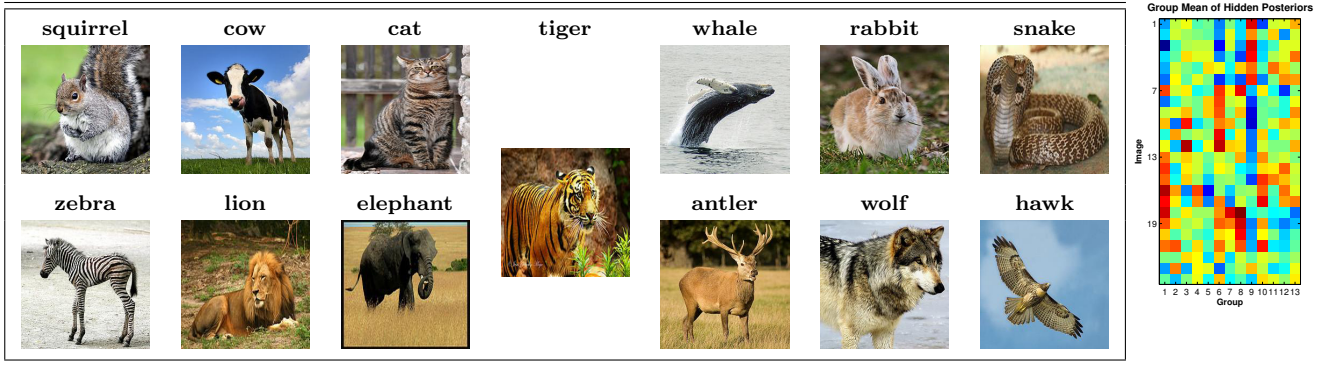 squirrel cow cat tiger whale rabbit snake
zebra lion elephant antler wolf hawk
Group Mean of Hidden Posteriors
Image
1
7
13
19
1 2 3 4 5 6 7 8 9 10 11 12 13
Group